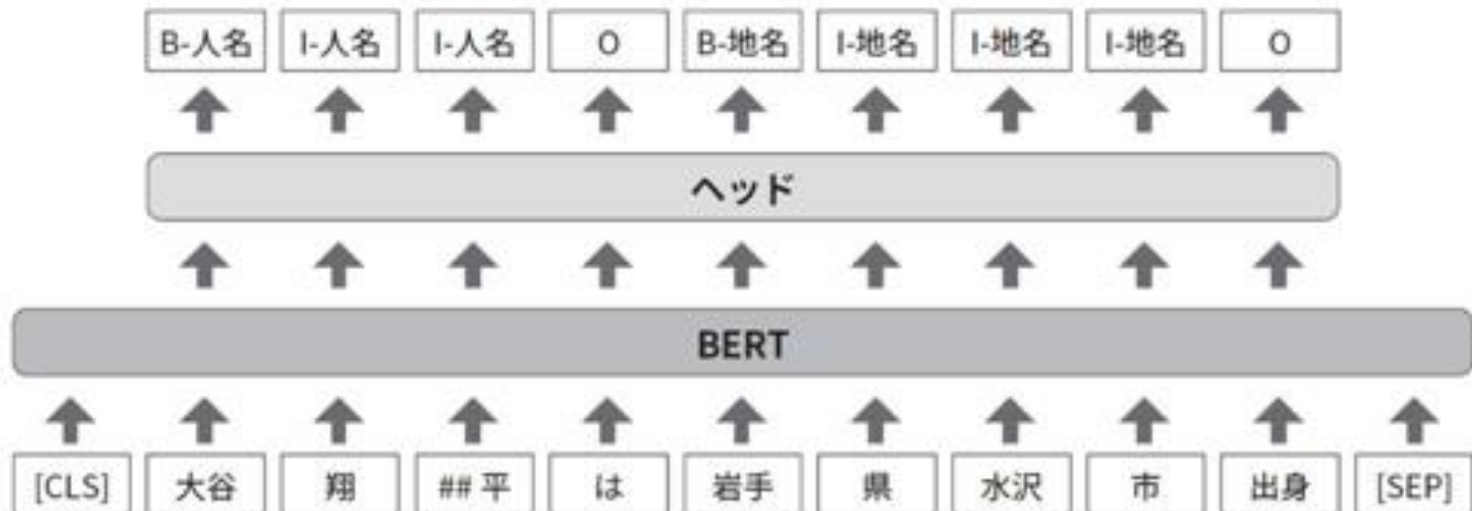 B-人名 I-人名 I-人名 O B-地名 I-地名 I-地名 I-地名 O
ヘッド
BERT
[CLS] 大谷 翔 ## 平 は 岩手 県 水沢 市 出身 [SEP]